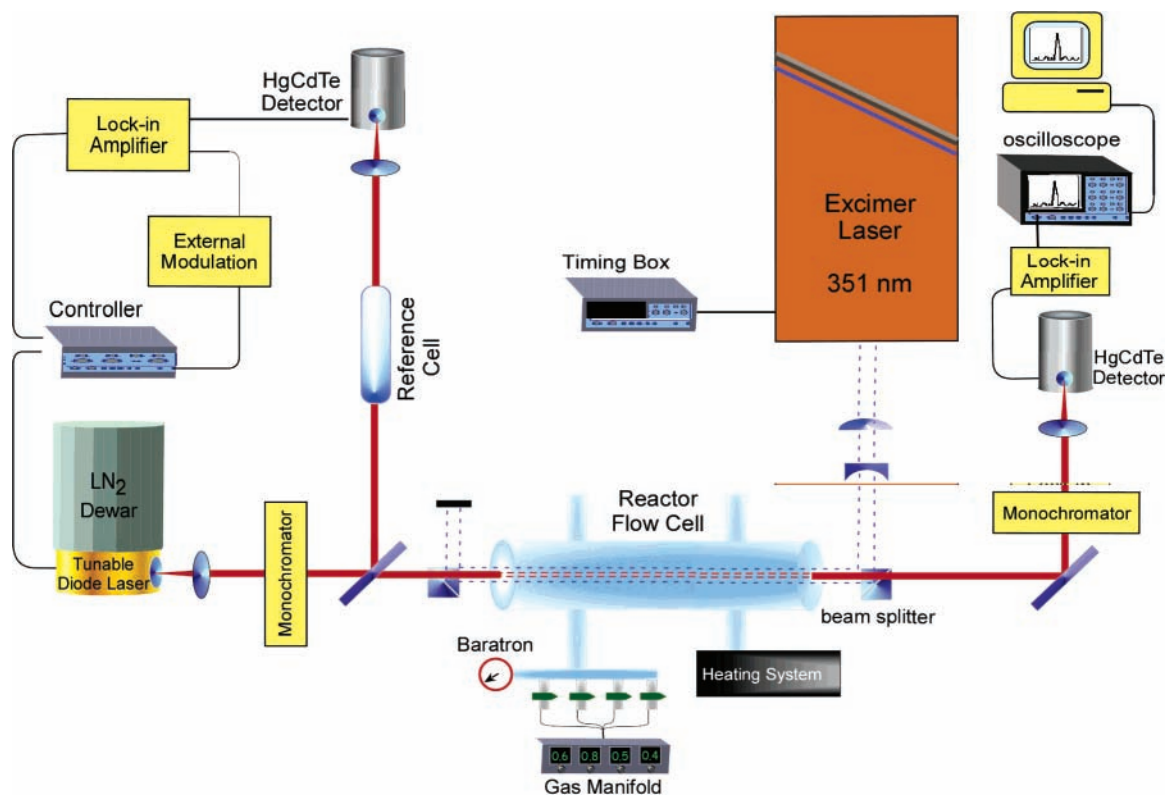 HgCdTe
Detector
Lock-in
Amplifier
External
Modulation
Controller
LN2
Dewar
Tunable
Diode Laser
Monochromator
Reference
Cell
Timing Box
Excimer
Laser
351 nm
oscilloscope
Lock-in
Amplifier
HgCdTe
Detector
Monochromator
Reactor
Flow Cell
beam splitter
Baratron
Heating System
0.6 0.8 0.5 0.4
Gas Manifold